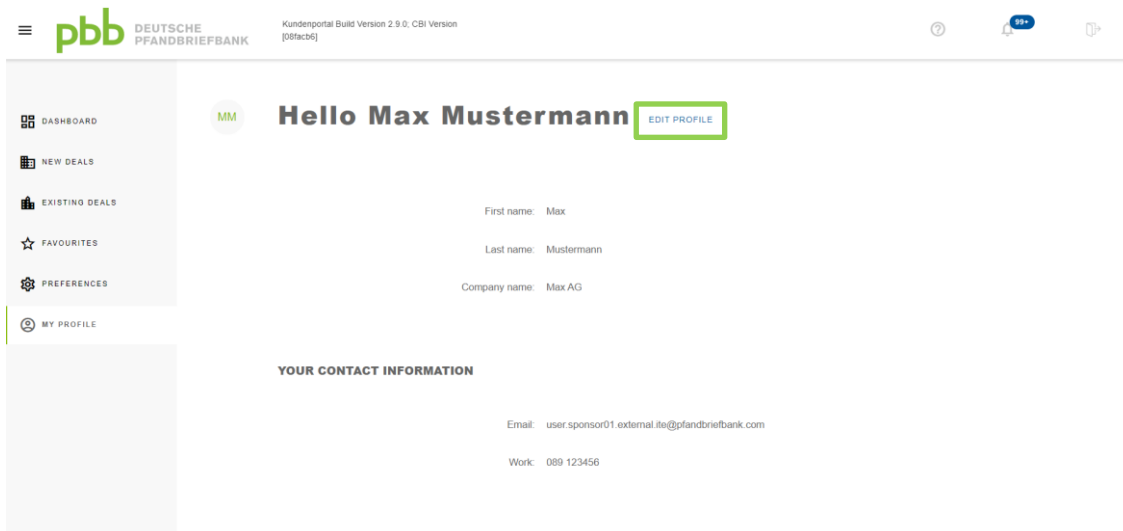 pbb DEUTSCHE
PFANDBRIEFBANK
Kundenportal Build Version 2.9.0; CBI Version
[08facb6]
99+
DASHBOARD
NEW DEALS
EXISTING DEALS
FAVOURITES
PREFERENCES
MY PROFILE
MM
Hello Max Mustermann
EDIT PROFILE
First name: Max
Last name: Mustermann
Company name: Max AG
YOUR CONTACT INFORMATION
Email: user.sponsor01.external.ite@pfandbriefbank.com
Work: 089 123456